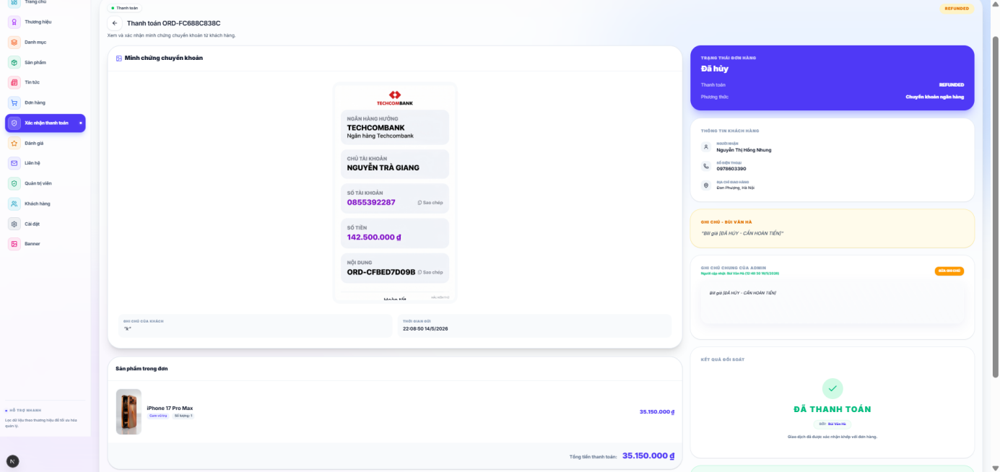 Trang chủ
Thương hiệu
Danh mục
Sản phẩm
Tin tức
Đơn hàng
Xác nhận thanh toán
Đánh giá
Liên hệ
Quản trị viên
Khách hàng
Cài đặt
Banner
HỖ TRỢ NHANH
Lọc dữ liệu theo thương hiệu để tối ưu hóa
quản lý.
N
Thanh toán
REFUNDED
Thanh toán ORD-FC688C838C
Xem và xác nhận minh chứng chuyển khoản từ khách hàng.
Minh chứng chuyển khoản
TECHCOMBANK
NGÂN HÀNG HƯỞNG
TECHCOMBANK
Ngân hàng Techcombank
CHỦ TÀI KHOẢN
NGUYỄN TRÀ GIANG
SỐ TÀI KHOẢN
0855392287
Sao chép
SỐ TIỀN
142.500.000 ₫
NỘI DUNG
ORD-CFBED7D09B
Sao chép
Hoàn tất
GHI CHÚ CỦA KHÁCH
"k"
THỜI GIAN GỬI
22:08:50 14/5/2026
Sản phẩm trong đơn
iPhone 17 Pro Max
Cam vũ trụ
Số lượng: 1
35.150.000 ₫
Tổng tiền thanh toán: 35.150.000 ₫
TRẠNG THÁI ĐƠN HÀNG
Đã hủy
Thanh toán
REFUNDED
Phương thức
Chuyển khoản ngân hàng
THÔNG TIN KHÁCH HÀNG
NGƯỜI NHẬN
Nguyễn Thị Hồng Nhung
SỐ ĐIỆN THOẠI
0978603390
ĐỊA CHỈ GIAO HÀNG
Đan Phượng, Hà Nội
GHI CHÚ - BÙI VĂN HÀ
"Bill giả [ĐÃ HỦY - CẦN HOÀN TIỀN]"
GHI CHÚ CHUNG CỦA ADMIN
Người cập nhật: Bùi Văn Hà (12:46:30 16/5/2026)
SỬA GHI CHÚ
Bill giả [ĐÃ HỦY - CẦN HOÀN TIỀN]
KẾT QUẢ ĐỐI SOÁT
ĐÃ THANH TOÁN
Bùi Văn Hà
Giao dịch đã được xác nhận khớp với đơn hàng.